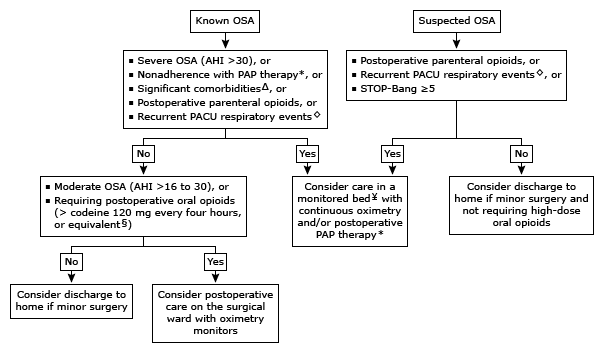 Known OSA
Suspected OSA
▪ Severe OSA (AHI >30), or
▪ Nonadherence with PAP therapy*, or
▪ Significant comorbiditiesΔ, or
▪ Postoperative parenteral opioids, or
▪ Recurrent PACU respiratory events◇
▪ Postoperative parenteral opioids, or
▪ Recurrent PACU respiratory events◇, or
▪ STOP-Bang ≥5
No
Yes
Yes
No
▪ Moderate OSA (AHI >16 to 30), or
▪ Requiring postoperative oral opioids
(> codeine 120 mg every four hours,
or equivalent§)
Consider care in a
monitored bed¥ with
continuous oximetry
and/or postoperative
PAP therapy*
Consider discharge to
home if minor surgery and
not requiring high-dose
oral opioids
No
Yes
Consider discharge to
home if minor surgery
Consider postoperative
care on the surgical
ward with oximetry
monitors